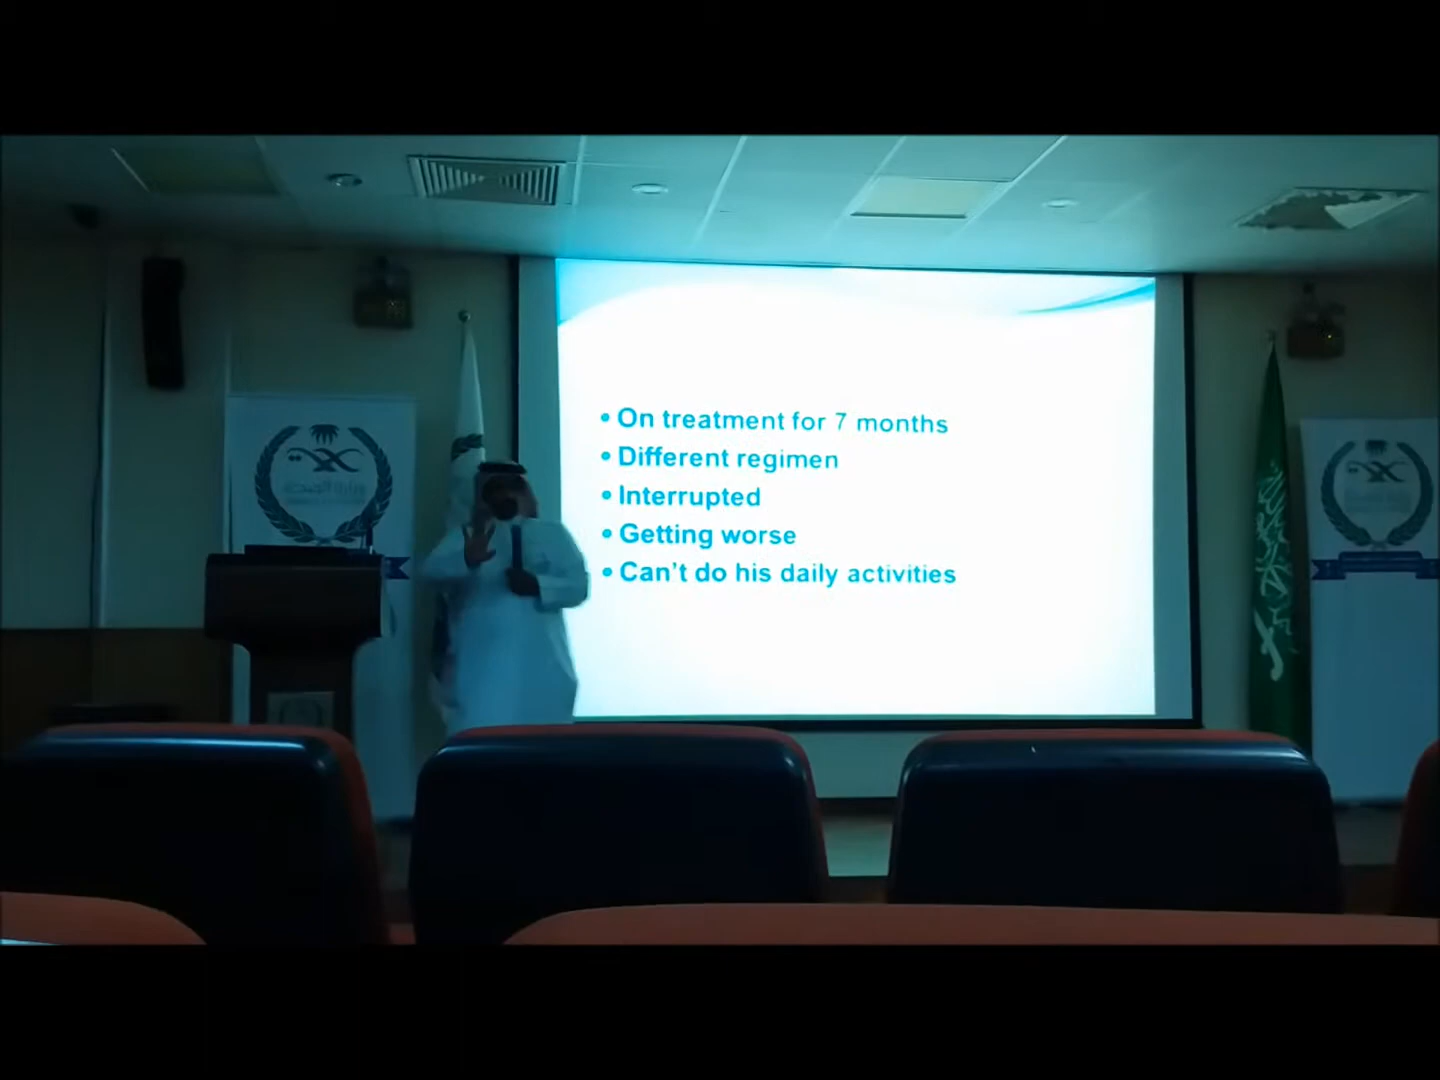 • On treatment for 7 months
• Different regimen
• Interrupted
• Getting worse
• Can't do his daily activities